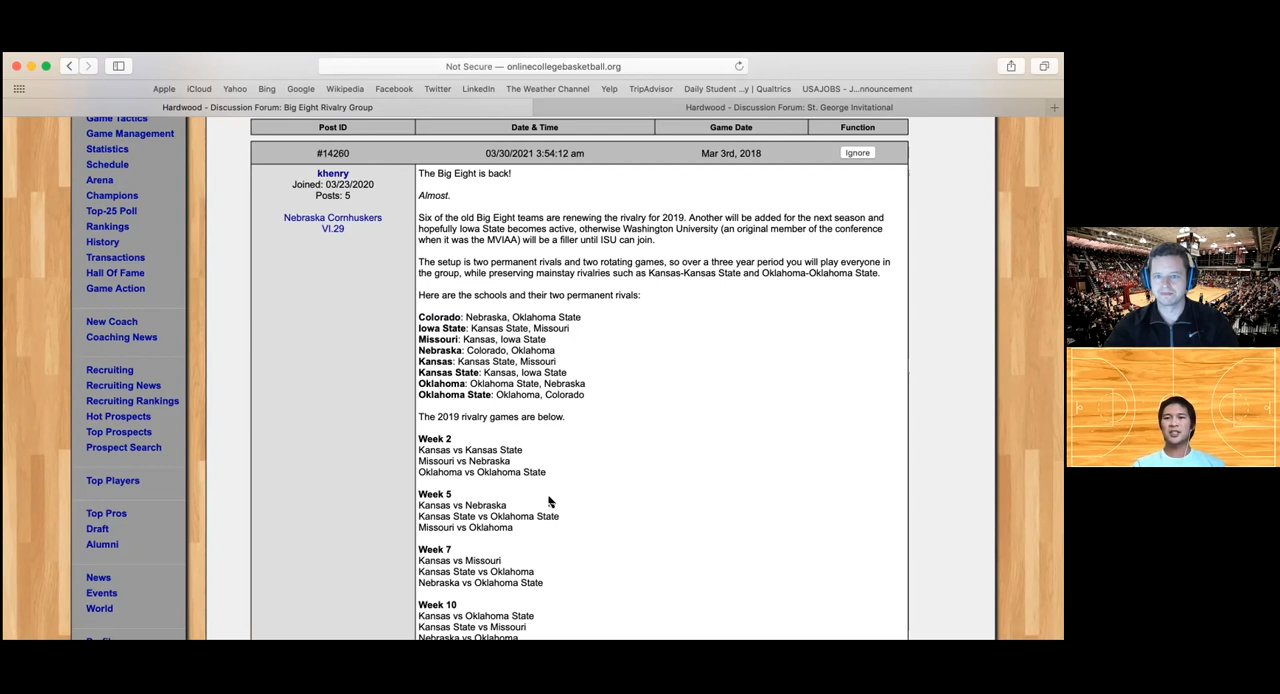 Not Secure — onlinecollegebasketball.org
Apple iCloud Yahoo Bing Google Wikipedia Facebook Twitter LinkedIn The Weather Channel Yelp TripAdvisor Daily Student ...y | Qualtrics USAJOBS - J...nnouncement
Hardwood - Discussion Forum: Big Eight Rivalry Group
Hardwood - Discussion Forum: St. George Invitational
Game Tactics
Game Management
Statistics
Schedule
Arena
Champions
Top-25 Poll
Rankings
History
Transactions
Hall Of Fame
Game Action
New Coach
Coaching News
Recruiting
Recruiting News
Recruiting Rankings
Hot Prospects
Top Prospects
Prospect Search
Top Players
Top Pros
Draft
Alumni
News
Events
World
Post ID Date & Time Game Date Function
#14260 03/30/2021 3:54:12 am Mar 3rd, 2018 Ignore
khenry
Joined: 03/23/2020
Posts: 5
Nebraska Cornhuskers
VI.29
The Big Eight is back!
Almost.
Six of the old Big Eight teams are renewing the rivalry for 2019. Another will be added for the next season and
hopefully Iowa State becomes active, otherwise Washington University (an original member of the conference
when it was the MVIAA) will be a filler until ISU can join.
The setup is two permanent rivals and two rotating games, so over a three year period you will play everyone in
the group, while preserving mainstay rivalries such as Kansas-Kansas State and Oklahoma-Oklahoma State.
Here are the schools and their two permanent rivals:
Colorado: Nebraska, Oklahoma State
Iowa State: Kansas State, Missouri
Missouri: Kansas, Iowa State
Nebraska: Colorado, Oklahoma
Kansas: Kansas State, Missouri
Kansas State: Kansas, Iowa State
Oklahoma: Oklahoma State, Nebraska
Oklahoma State: Oklahoma, Colorado
The 2019 rivalry games are below.
Week 2
Kansas vs Kansas State
Missouri vs Nebraska
Oklahoma vs Oklahoma State
Week 5
Kansas vs Nebraska
Kansas State vs Oklahoma State
Missouri vs Oklahoma
Week 7
Kansas vs Missouri
Kansas State vs Oklahoma
Nebraska vs Oklahoma State
Week 10
Kansas vs Oklahoma State
Kansas State vs Missouri
Nebraska vs Oklahoma